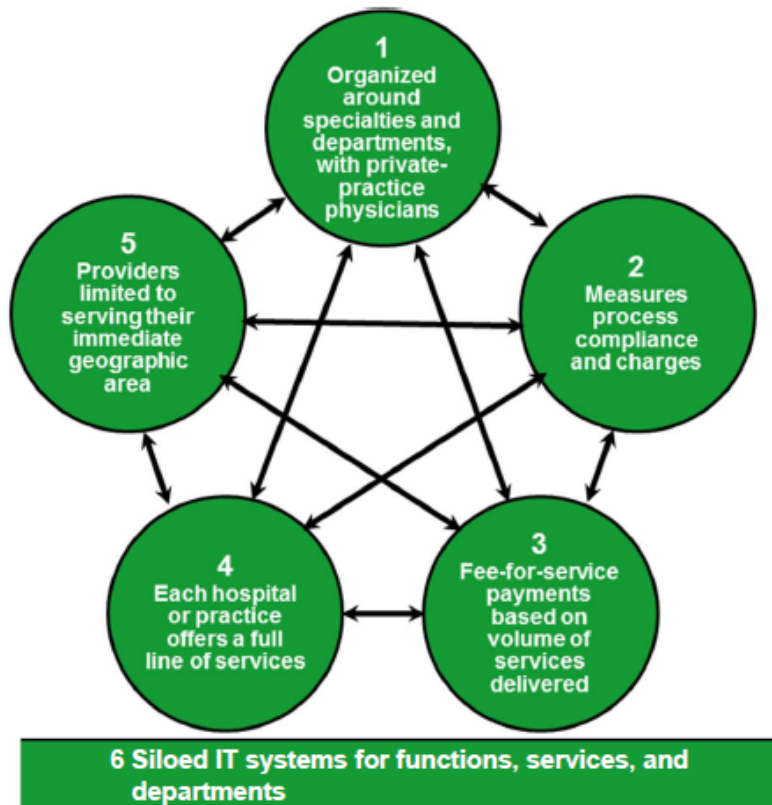 1
Organized
around
specialties and
departments,
with private-
practice
physicians
2
Measures
process
compliance
and charges
3
Fee-for-service
payments
based on
volume of
services
delivered
4
Each hospital
or practice
offers a full
line of services
5
Providers
limited to
serving their
immediate
geographic
area
6 Siloed IT systems for functions, services, and
departments